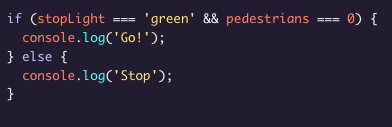 if (stopLight === 'green' && pedestrians === 0) {
  console.log('Go!');
} else {
  console.log('Stop');
}